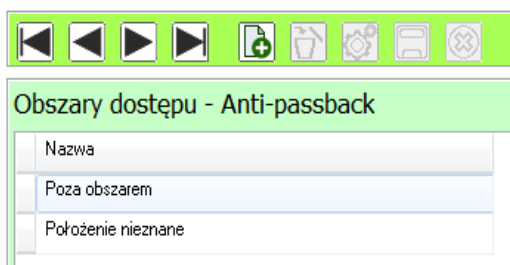 Obszary dostępu - Anti-passback
Nazwa
Poza obszarem
Położenie nieznane